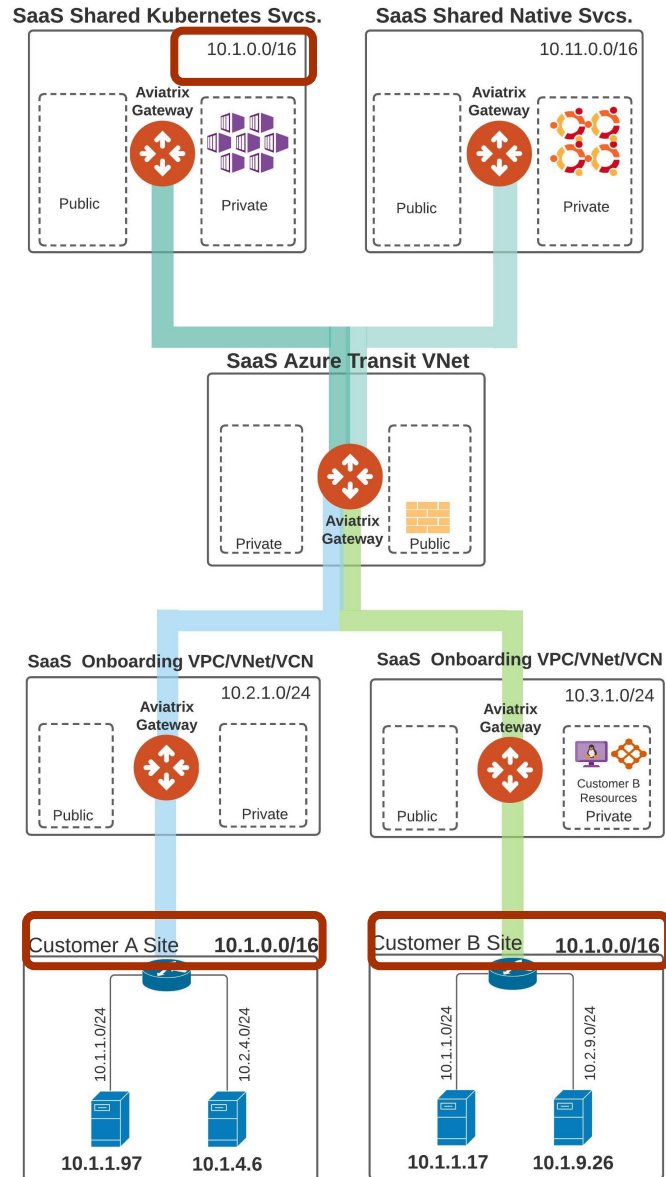 SaaS Shared Kubernetes Svcs.
10.1.0.0/16
Aviatrix
Gateway
Public
Private
SaaS Shared Native Svcs.
10.11.0.0/16
Aviatrix
Gateway
Public
Private
SaaS Azure Transit VNet
Private
Aviatrix
Gateway
Public
SaaS Onboarding VPC/VNet/VCN
10.2.1.0/24
Aviatrix
Gateway
Public
Private
SaaS Onboarding VPC/VNet/VCN
10.3.1.0/24
Aviatrix
Gateway
Public
Customer B
Resources
Private
Customer A Site 10.1.0.0/16
10.1.1.0/24
10.2.4.0/24
10.1.1.97
10.1.4.6
Customer B Site 10.1.0.0/16
10.1.1.0/24
10.2.9.0/24
10.1.1.17
10.1.9.26